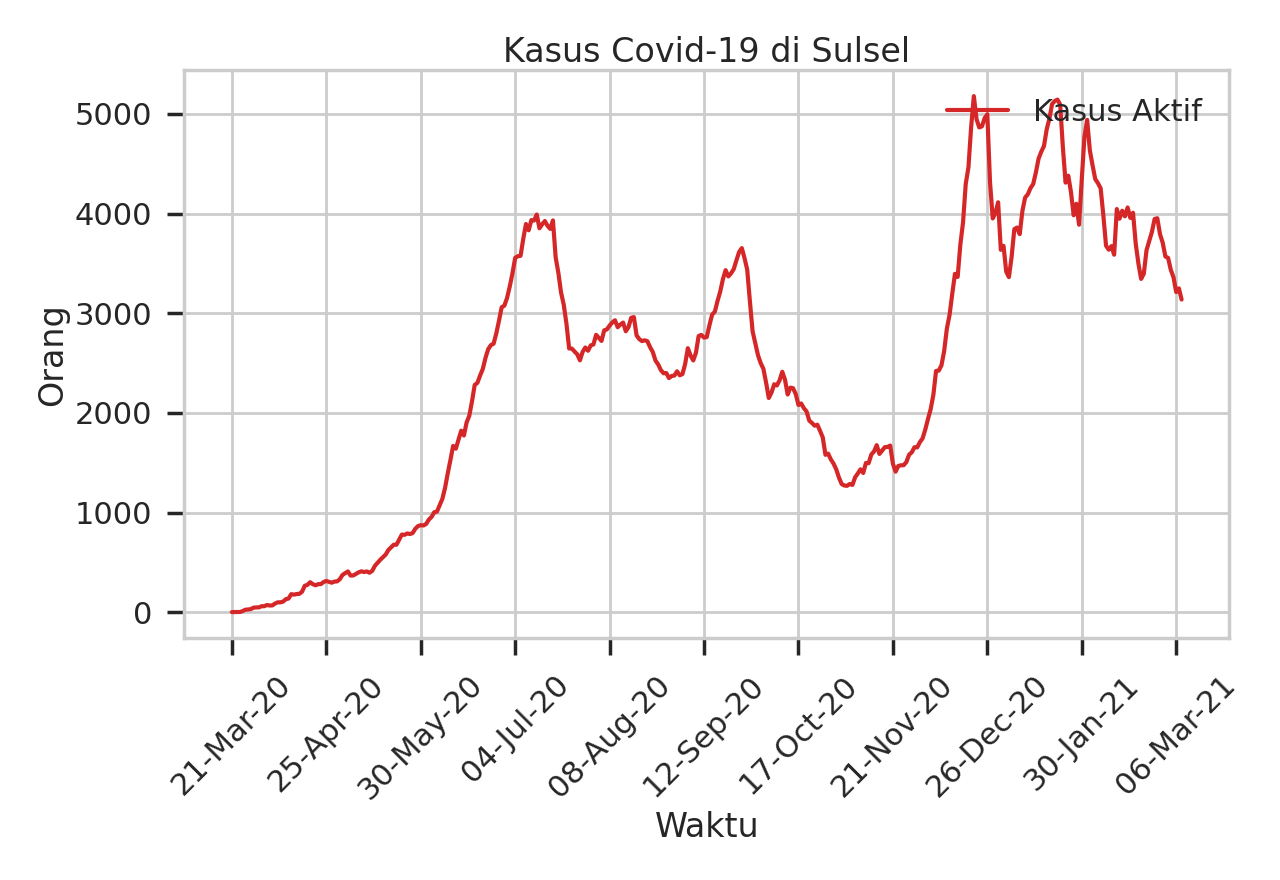 Kasus Covid-19 di Sulsel
Kasus Aktif
Orang
5000
4000
3000
2000
1000
0
21-Mar-20
25-Apr-20
30-May-20
04-Jul-20
08-Aug-20
12-Sep-20
17-Oct-20
21-Nov-20
26-Dec-20
30-Jan-21
06-Mar-21
Waktu